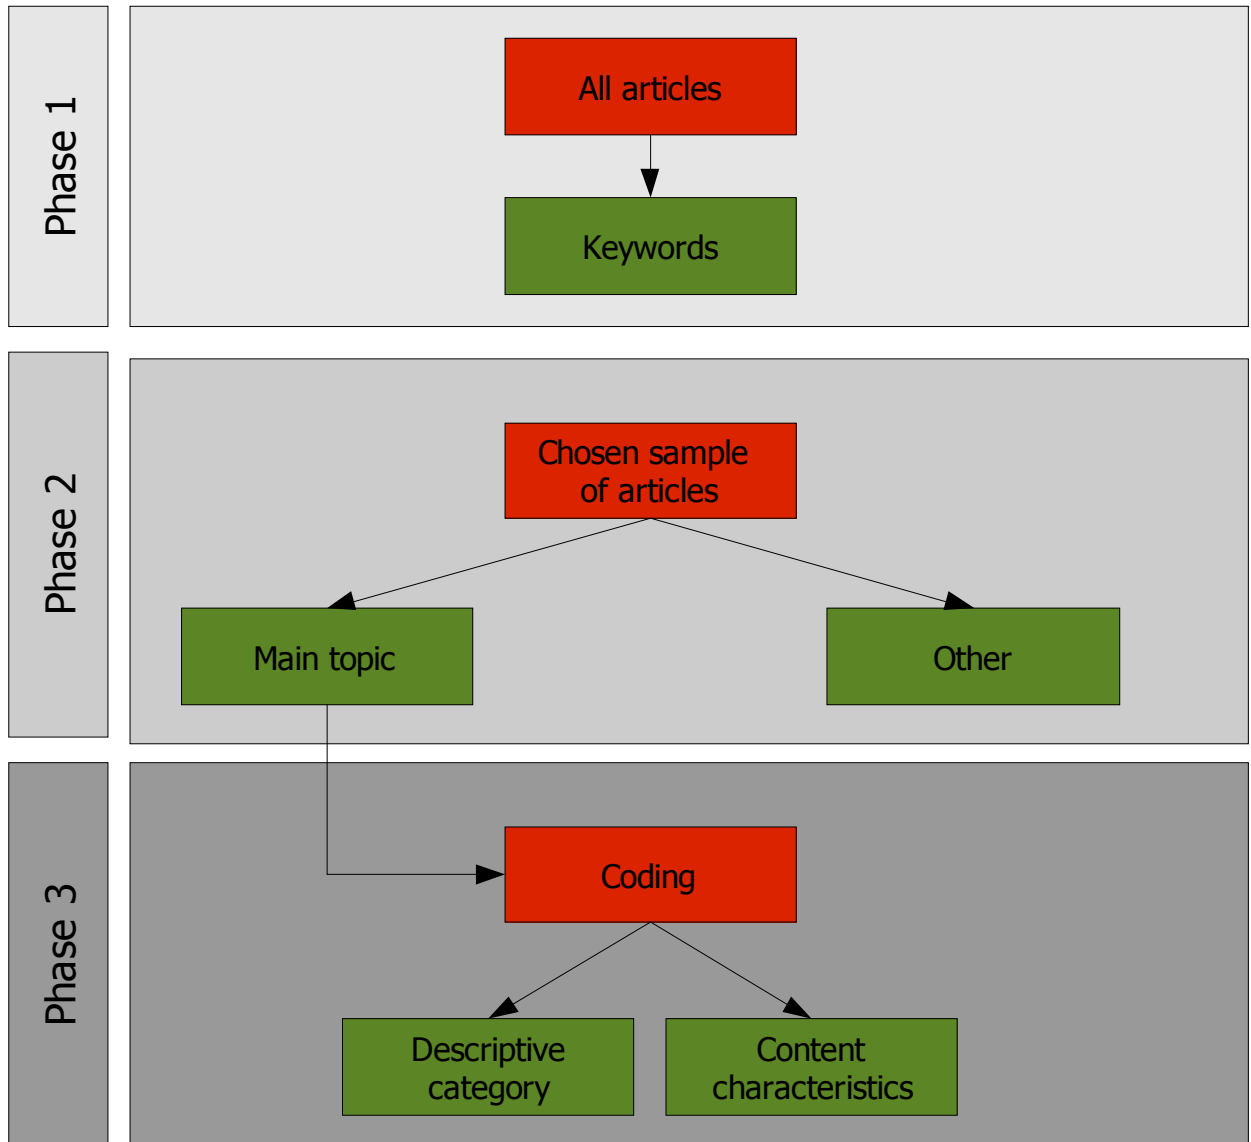 Phase 1
All articles
Keywords
Phase 2
Chosen sample
of articles
Main topic
Other
Phase 3
Coding
Descriptive
category
Content
characteristics